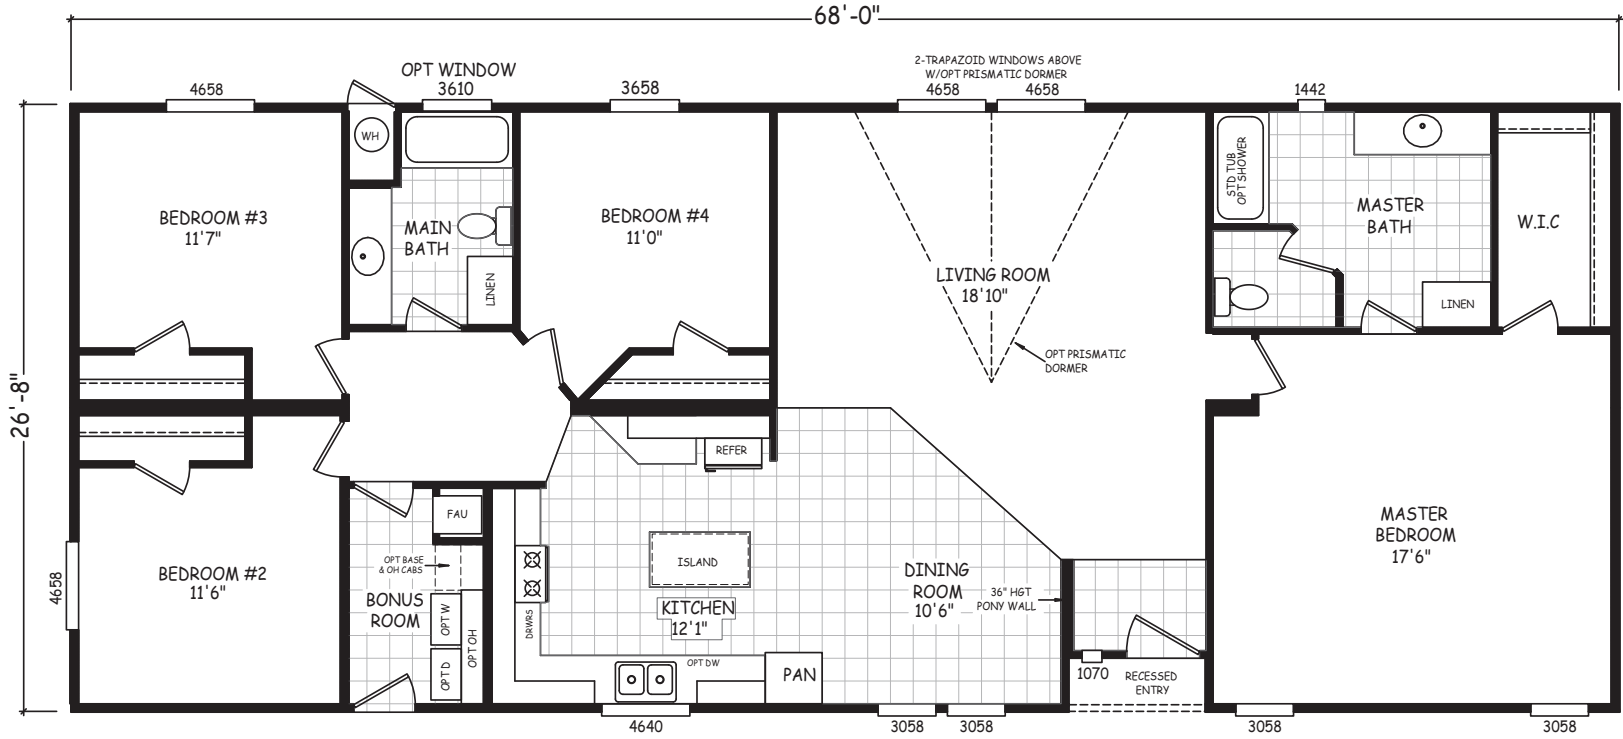 68'-0"
2-TRAPAZOID WINDOWS ABOVE
W/OPT PRISMATIC DORMER
OPT WINDOW
4658
3610
3658
4658
4658
1442
WH
STD TUB
OPT SHOWER
BEDROOM #3
11'7"
MAIN
BATH
BEDROOM #4
11'0"
MASTER
BATH
W.I.C
LINEN
LIVING ROOM
18'10"
LINEN
OPT PRISMATIC
DORMER
26'-8"
REFER
FAU
MASTER
BEDROOM
17'6"
OPT BASE
& OH CABS
ISLAND
BEDROOM #2
11'6"
4658
DINING
ROOM
10'6"
36" HGT
PONY WALL
BONUS
ROOM
OPT W
OPT OH
OPT D
DRWRS
KITCHEN
12'1"
OPT DW
PAN
1070
RECESSED
ENTRY
4640
3058
3058
3058
3058